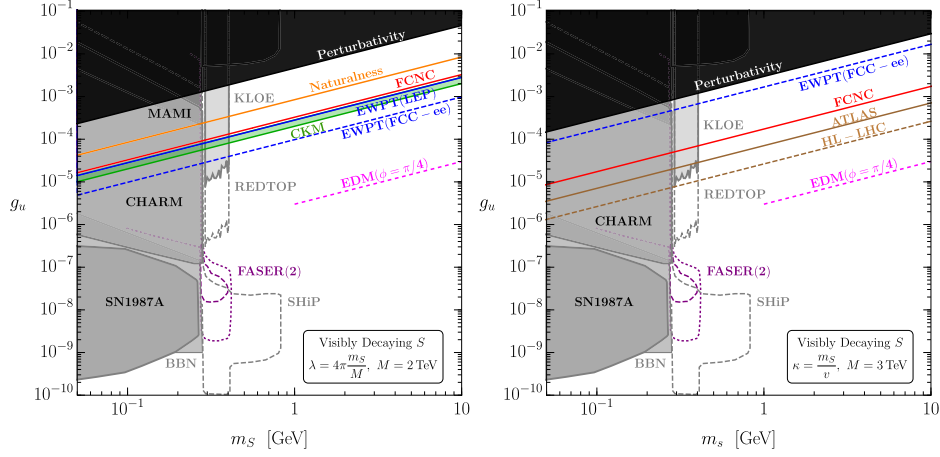 10⁻¹
10⁻²
10⁻³
10⁻⁴
10⁻⁵
10⁻⁶
10⁻⁷
10⁻⁸
10⁻⁹
10⁻¹⁰
g_u
Perturbativity
Naturalness
FCNC
KLOE
MAMI
EWPT(LEP)
EWPT(FCC−ee)
CKM
REDTOP
EDM(ϕ = π/4)
CHARM
FASER(2)
SN1987A
SHiP
BBN
Visibly Decaying S
λ = 4π m_S/M, M = 2 TeV
10⁻¹
1
10
m_S [GeV]
10⁻¹
10⁻²
10⁻³
10⁻⁴
10⁻⁵
10⁻⁶
10⁻⁷
10⁻⁸
10⁻⁹
10⁻¹⁰
g_u
Perturbativity
EWPT(FCC−ee)
FCNC
ATLAS
KLOE
HL−LHC
REDTOP
EDM(ϕ = π/4)
CHARM
FASER(2)
SN1987A
SHiP
BBN
Visibly Decaying S
κ = m_S/v, M = 3 TeV
10⁻¹
1
10
m_s [GeV]